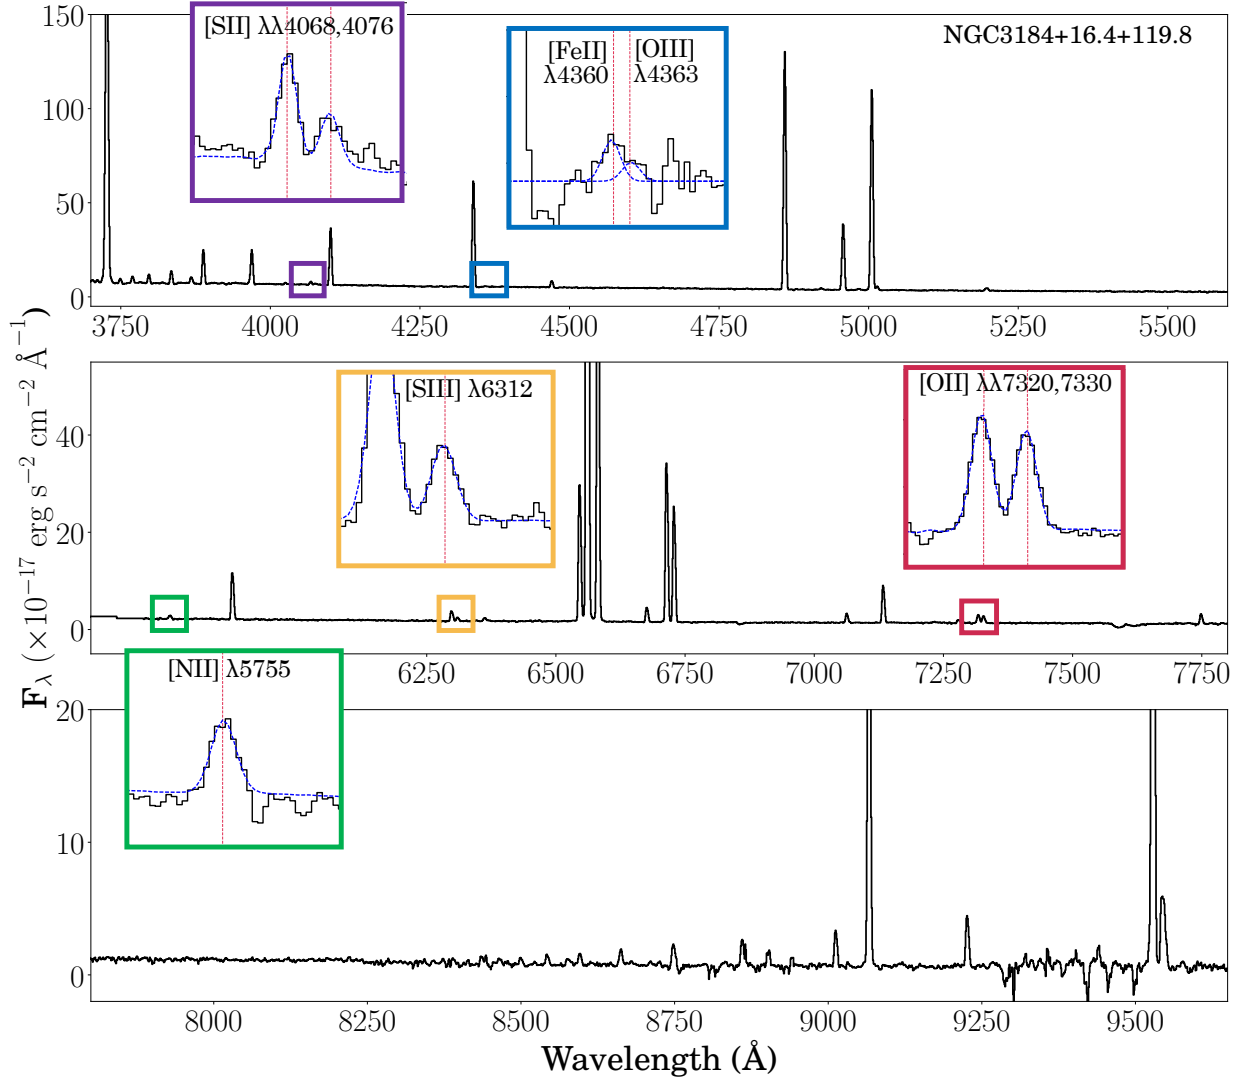 150
[SII] λλ4068,4076
[FeII]
λ4360
[OIII]
λ4363
NGC3184+16.4+119.8
100
50
0
3750 4000 4250 4500 4750 5000 5250 5500
[SIII] λ6312
[OII] λλ7320,7330
40
20
0
6250 6500 6750 7000 7250 7500 7750
[NII] λ5755
20
10
0
8000 8250 8500 8750 9000 9250 9500
Wavelength (Å)
F_λ (×10⁻¹⁷ erg s⁻² cm⁻² Å⁻¹)